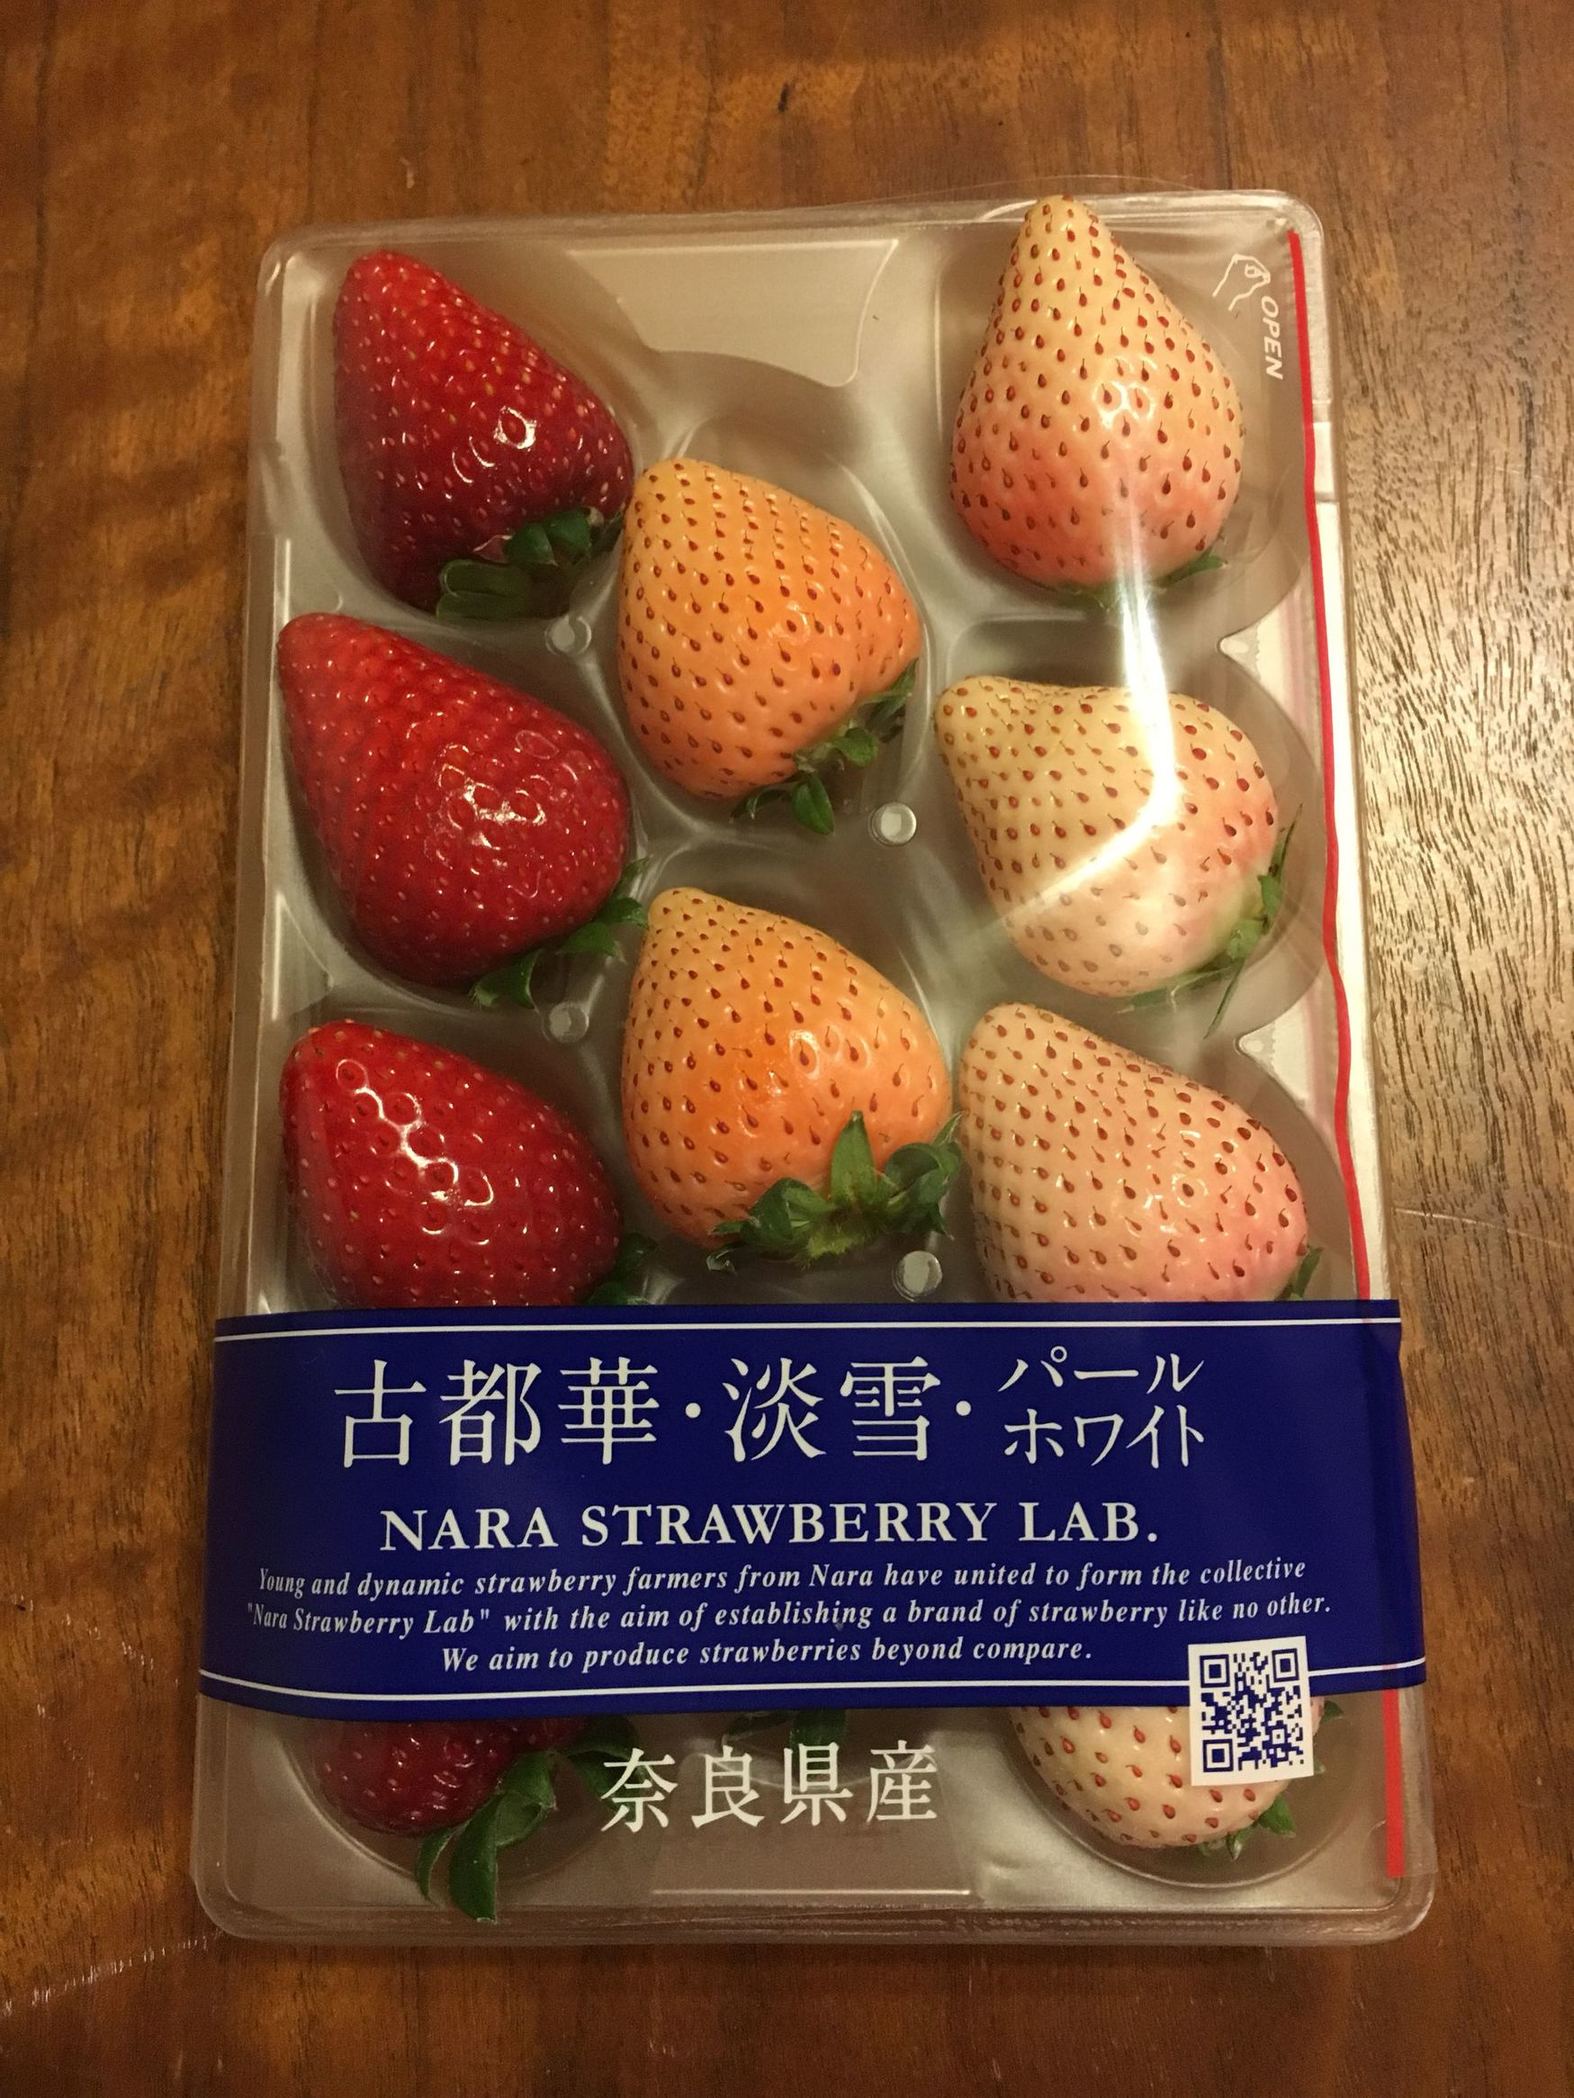 OPEN
古都華・淡雪・パール
ホワイト
NARA STRAWBERRY LAB.
Young and dynamic strawberry farmers from Nara have united to form the collective
"Nara Strawberry Lab" with the aim of establishing a brand of strawberry like no other.
We aim to produce strawberries beyond compare.
奈良県産